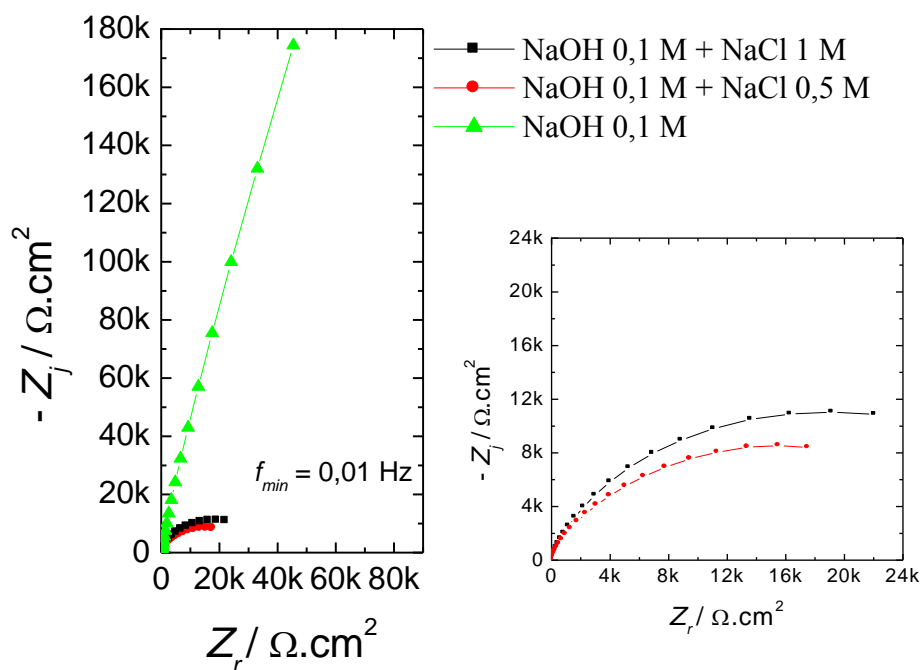 180k
160k
140k
120k
100k
80k
60k
40k
20k
0
- Z_j / Ω.cm²
f_min = 0,01 Hz
0 20k 40k 60k 80k
Z_r / Ω.cm²
NaOH 0,1 M + NaCl 1 M
NaOH 0,1 M + NaCl 0,5 M
NaOH 0,1 M
24k
20k
16k
12k
8k
4k
0
- Z_j / Ω.cm²
0 4k 8k 12k 16k 20k 24k
Z_r / Ω.cm²